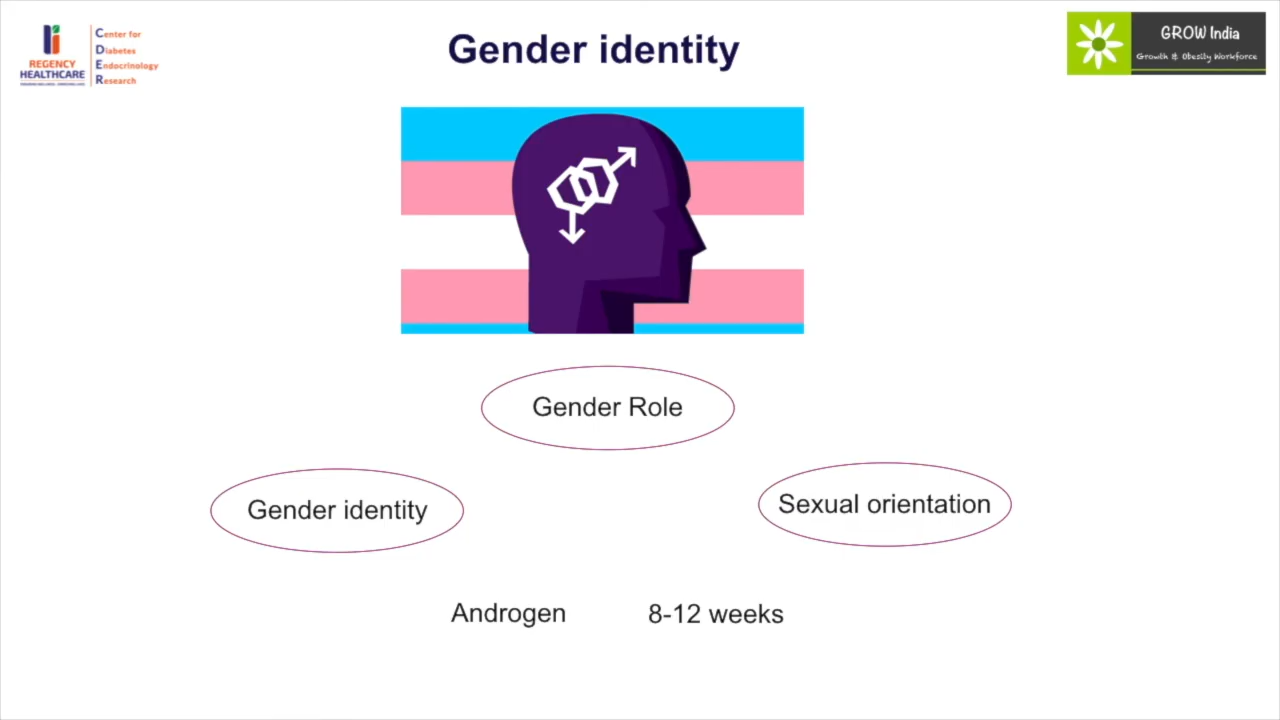 Gender identity
REGENCY
HEALTHCARE
Center for
Diabetes
Endocrinology
Research
GROW India
Growth & Obesity Workforce
Gender Role
Gender identity
Sexual orientation
Androgen 8-12 weeks